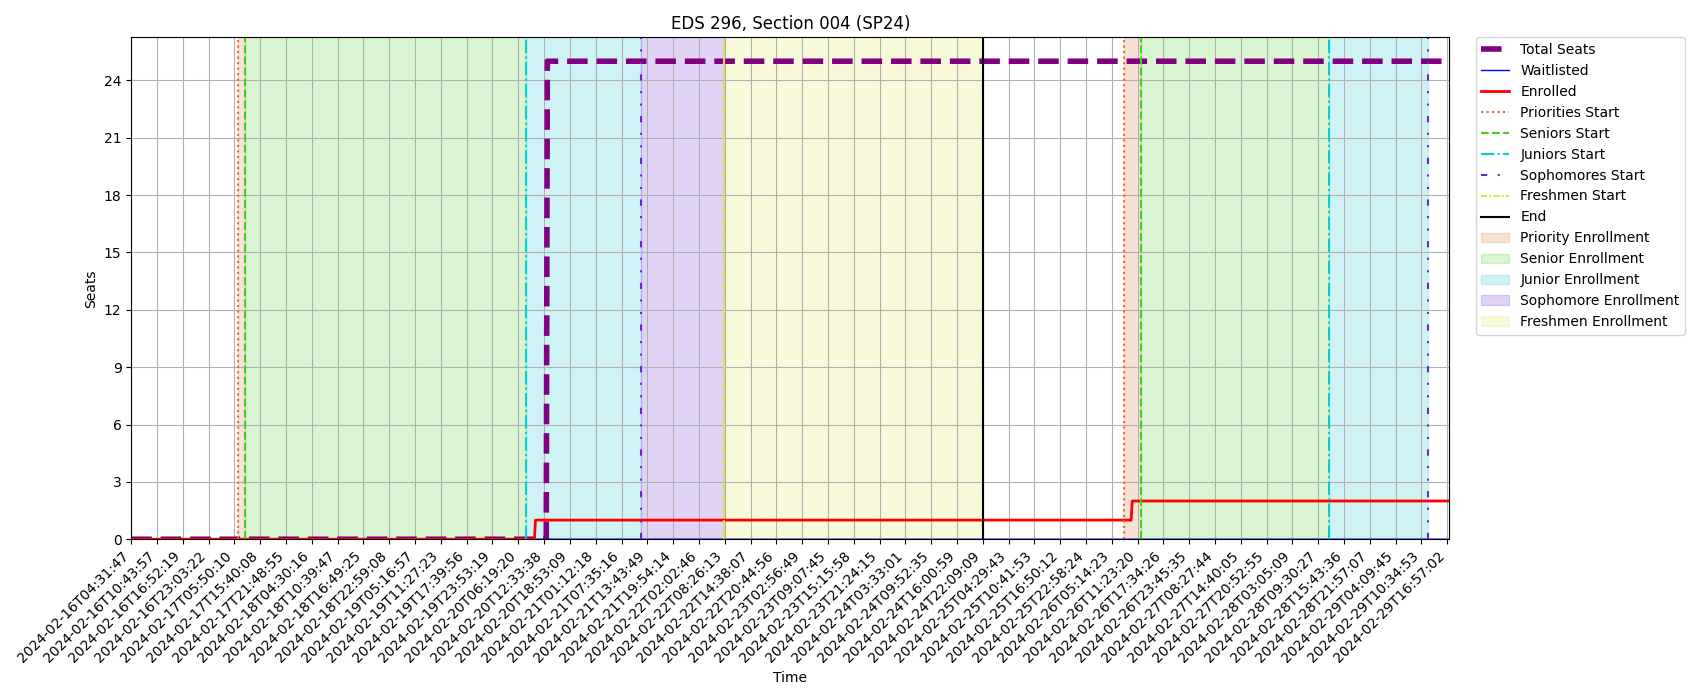 EDS 296, Section 004 (SP24)
Seats
24
21
18
15
12
9
6
3
0
2024-02-16T04:31:47
2024-02-16T10:43:57
2024-02-16T16:52:19
2024-02-16T23:03:22
2024-02-17T05:50:10
2024-02-17T15:40:08
2024-02-17T21:48:55
2024-02-18T04:30:16
2024-02-18T10:39:47
2024-02-18T16:49:25
2024-02-18T22:59:08
2024-02-19T05:16:57
2024-02-19T11:27:23
2024-02-19T17:39:56
2024-02-19T23:53:19
2024-02-20T06:19:20
2024-02-20T12:33:38
2024-02-20T18:53:09
2024-02-21T01:12:18
2024-02-21T07:35:16
2024-02-21T13:43:49
2024-02-21T19:54:14
2024-02-22T02:02:46
2024-02-22T08:26:13
2024-02-22T14:38:07
2024-02-22T20:44:56
2024-02-23T02:56:49
2024-02-23T09:07:45
2024-02-23T15:15:58
2024-02-23T21:24:15
2024-02-24T03:33:01
2024-02-24T09:52:35
2024-02-24T16:00:59
2024-02-24T22:09:09
2024-02-25T04:29:43
2024-02-25T10:41:53
2024-02-25T16:50:12
2024-02-25T22:58:24
2024-02-26T05:14:23
2024-02-26T11:23:20
2024-02-26T17:34:26
2024-02-26T23:45:35
2024-02-27T08:27:44
2024-02-27T14:40:05
2024-02-27T20:52:55
2024-02-28T03:05:09
2024-02-28T09:30:27
2024-02-28T15:43:36
2024-02-28T21:57:07
2024-02-29T04:09:45
2024-02-29T10:34:53
2024-02-29T16:57:02
Time
Total Seats
Waitlisted
Enrolled
Priorities Start
Seniors Start
Juniors Start
Sophomores Start
Freshmen Start
End
Priority Enrollment
Senior Enrollment
Junior Enrollment
Sophomore Enrollment
Freshmen Enrollment